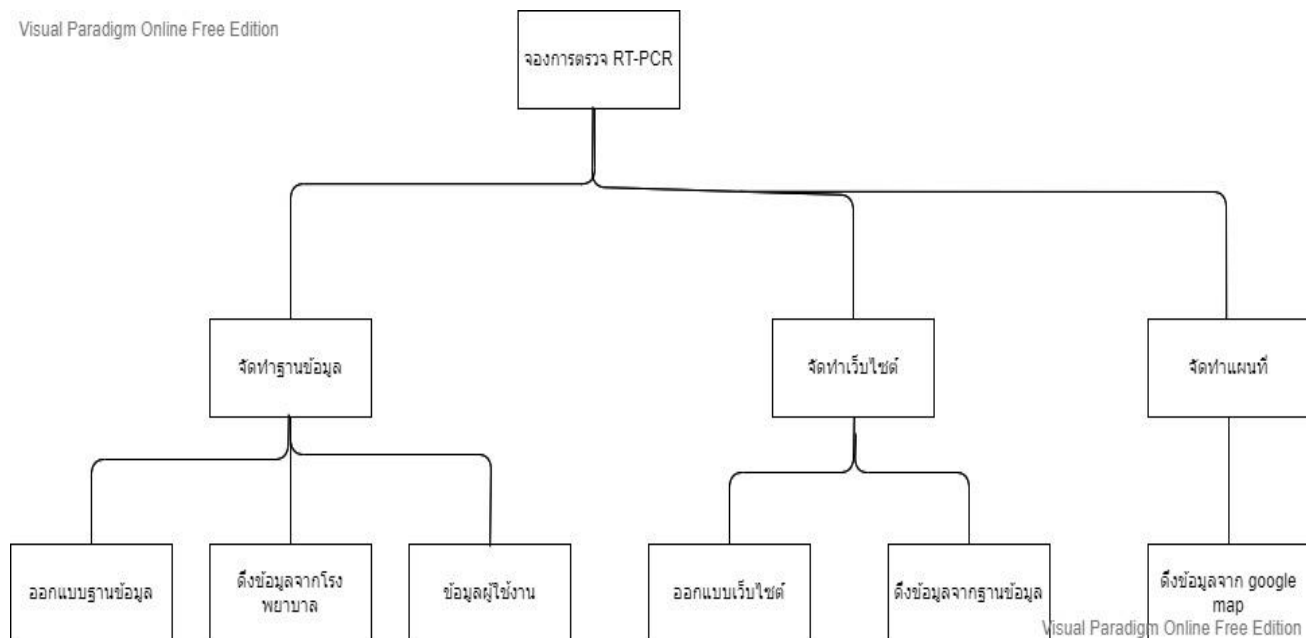 Visual Paradigm Online Free Edition
จองการตรวจ RT-PCR
จัดทำฐานข้อมูล
จัดทำเว็บไซต์
จัดทำแผนที่
ออกแบบฐานข้อมูล
ดึงข้อมูลจากโรง
พยาบาล
ข้อมูลผู้ใช้งาน
ออกแบบเว็บไซต์
ดึงข้อมูลจากฐานข้อมูล
ดึงข้อมูลจาก google
map
Visual Paradigm Online Free Edition